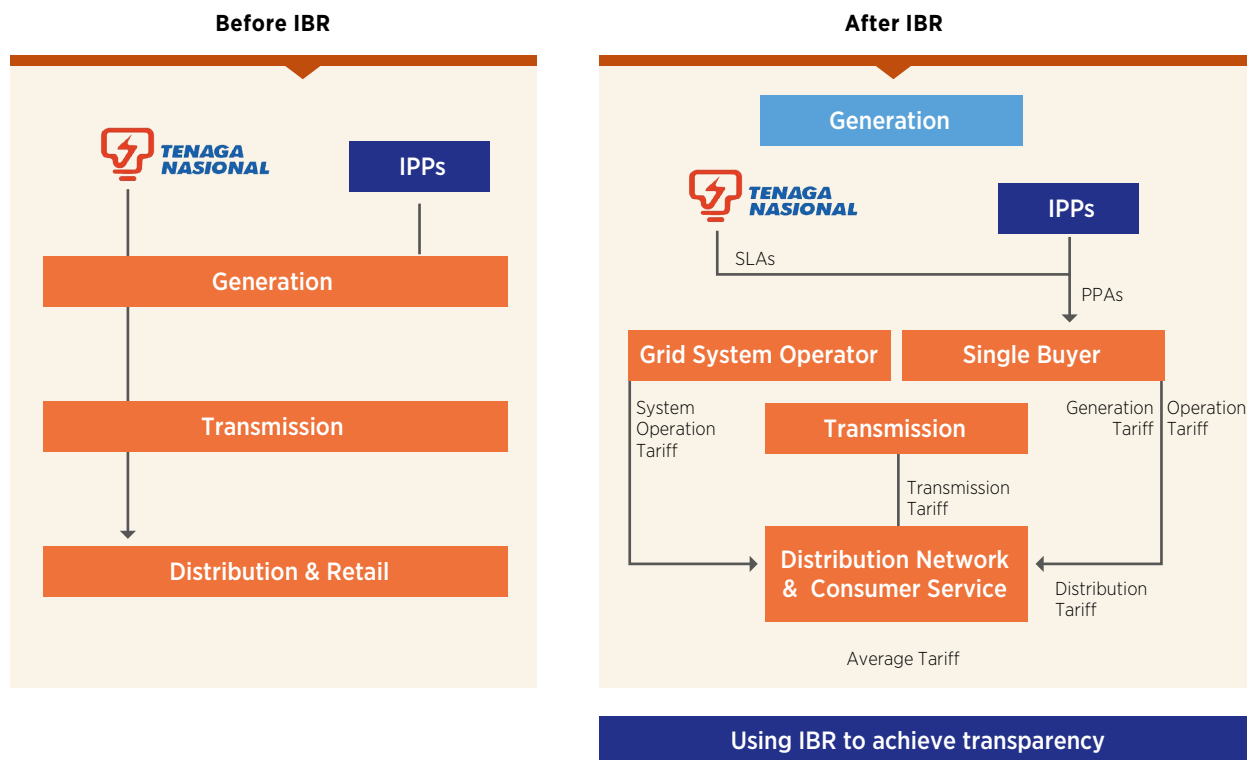 Before IBR
TENAGA
NASIONAL
IPPs
Generation
Transmission
Distribution & Retail
After IBR
Generation
TENAGA
NASIONAL
IPPs
SLAs
PPAs
Grid System Operator
Single Buyer
System
Operation
Tariff
Transmission
Generation
Tariff
Operation
Tariff
Transmission
Tariff
Distribution Network
& Consumer Service
Distribution
Tariff
Average Tariff
Using IBR to achieve transparency